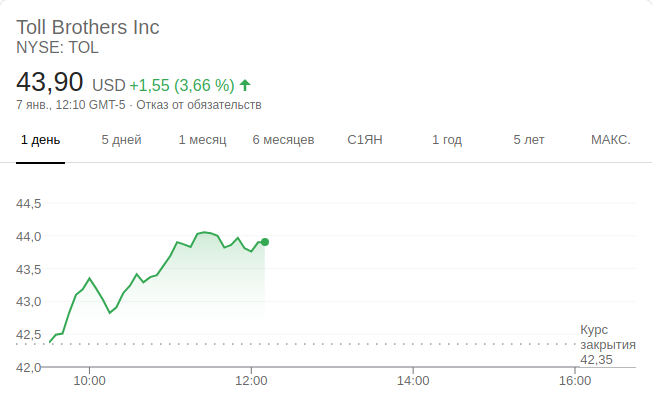 Toll Brothers Inc
NYSE: TOL
43,90 USD +1,55 (3,66 %)
7 янв., 12:10 GMT-5 · Отказ от обязательств
1 день 5 дней 1 месяц 6 месяцев С1ЯН 1 год 5 лет МАКС.
44,5
44,0
43,5
43,0
42,5
42,0
Курс
закрытия
42,35
10:00 12:00 14:00 16:00